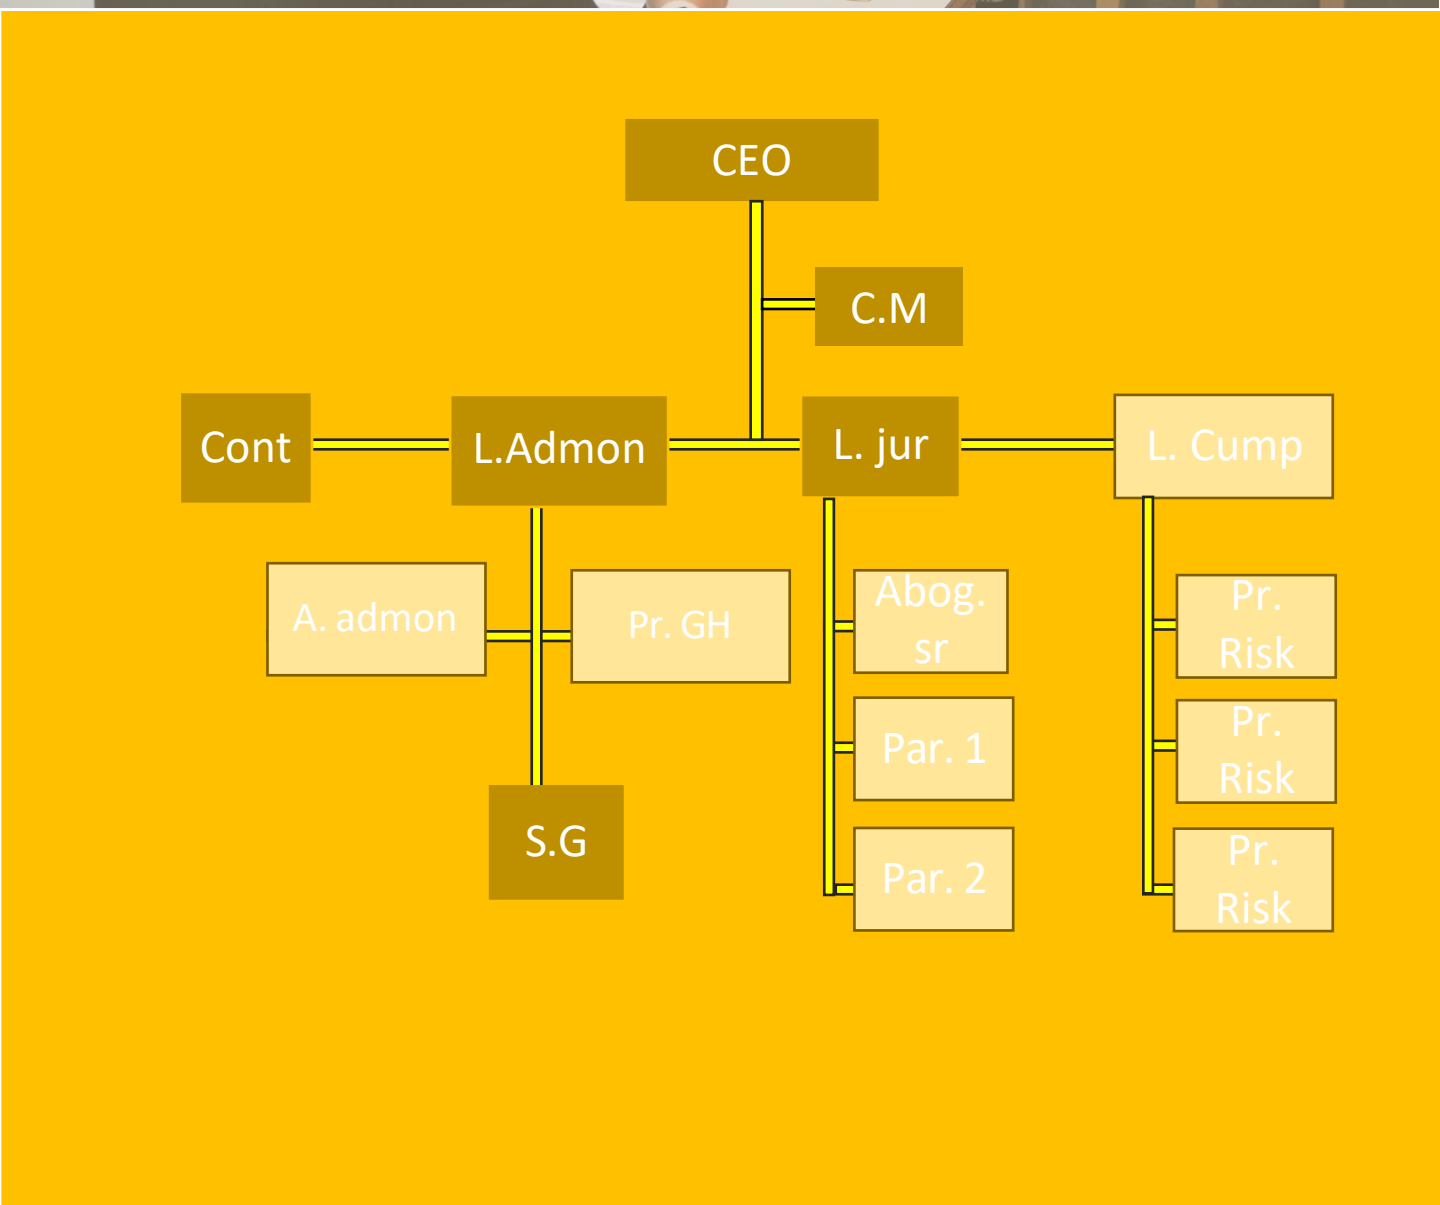 CEO
C.M
Cont
L.Admon
L. jur
L. Cump
A. admon
Pr. GH
S.G
Abog.
sr
Par. 1
Par. 2
Pr.
Risk
Pr.
Risk
Pr.
Risk